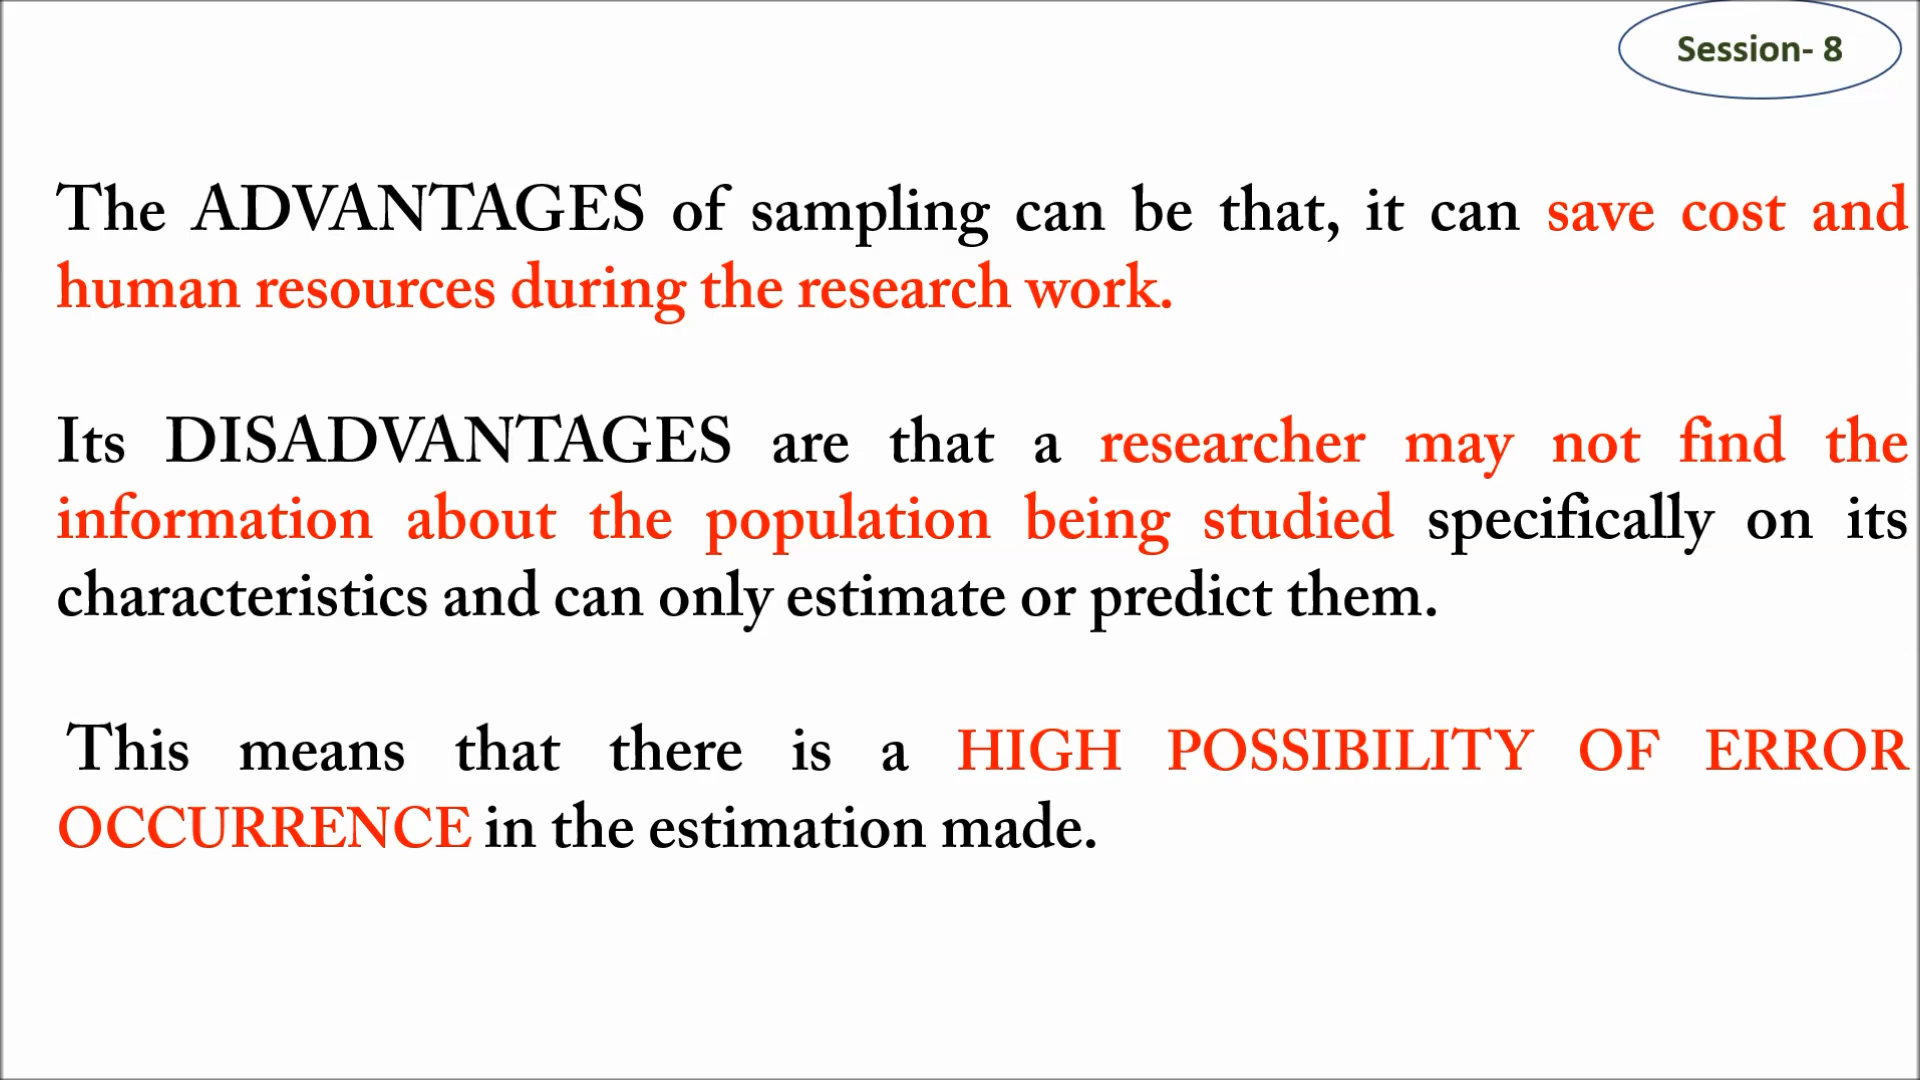 Session- 8
The ADVANTAGES of sampling can be that, it can save cost and
human resources during the research work.
Its DISADVANTAGES are that a researcher may not find the
information about the population being studied specifically on its
characteristics and can only estimate or predict them.
This means that there is a HIGH POSSIBILITY OF ERROR
OCCURRENCE in the estimation made.